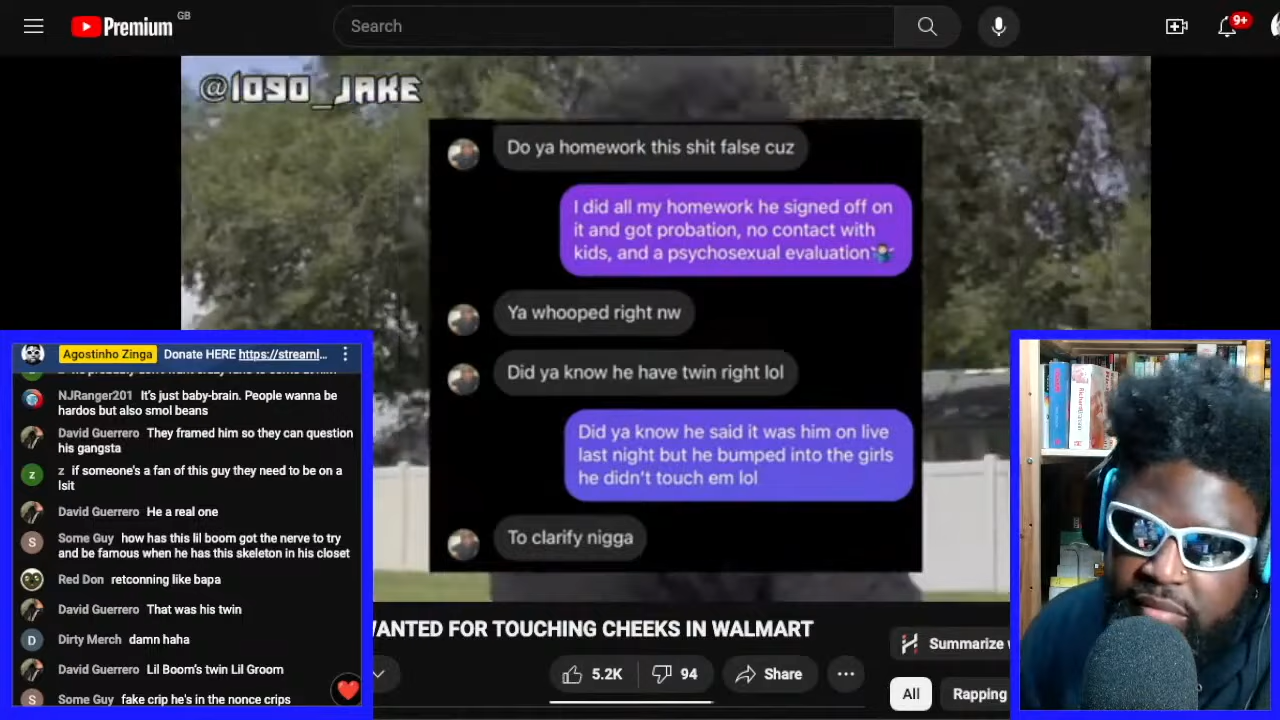 Premium GB
Search
9+
@1090_JAKE
Do ya homework this shit false cuz
I did all my homework he signed off on
it and got probation, no contact with
kids, and a psychosexual evaluation🤷🏻‍♂️
Ya whooped right nw
Did ya know he have twin right lol
Did ya know he said it was him on live
last night but he bumped into the girls
he didn't touch em lol
To clarify nigga
Agostinho Zinga Donate HERE https://streaml...
NJRanger201 It's just baby-brain. People wanna be
hardos but also smol beans
David Guerrero They framed him so they can question
his gangsta
z if someone's a fan of this guy they need to be on a
lsit
David Guerrero He a real one
Some Guy how has this lil boom got the nerve to try
and be famous when he has this skeleton in his closet
Red Don retconning like bapa
David Guerrero That was his twin
Dirty Merch damn haha
David Guerrero Lil Boom's twin Lil Groom
Some Guy fake crip he's in the nonce crips
WANTED FOR TOUCHING CHEEKS IN WALMART
5.2K 94 Share ...
Summarize
All Rapping